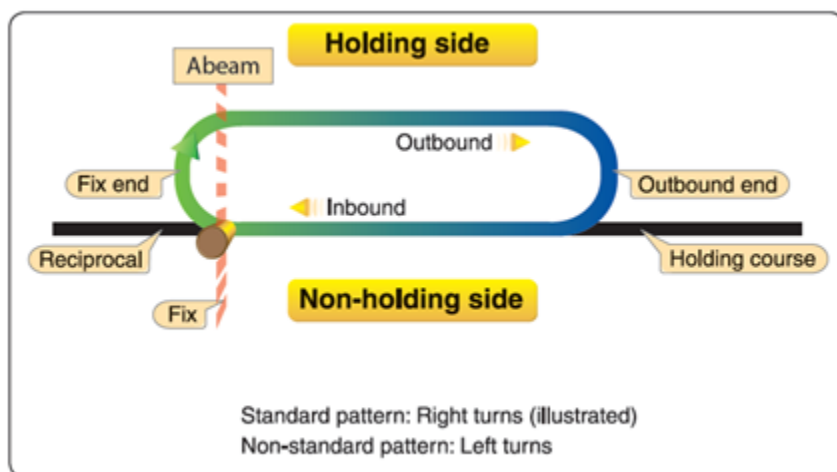 Holding side
Abeam
Outbound
Fix end
Outbound end
Inbound
Reciprocal
Holding course
Non-holding side
Fix
Standard pattern: Right turns (illustrated)
Non-standard pattern: Left turns